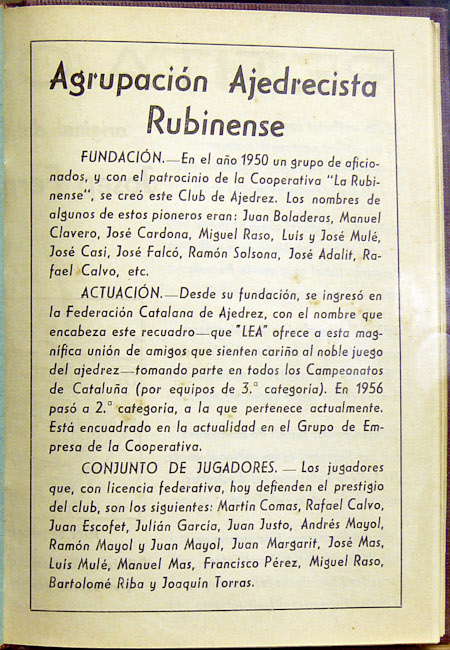 Agrupación Ajedrecista
Rubinense
FUNDACIÓN.—En el año 1950 un grupo de aficio-
nados, y con el patrocinio de la Cooperativa "La Rubi-
nense", se creó este Club de Ajedrez. Los nombres de
algunos de estos pioneros eran: Juan Boladeras, Manuel
Clavero, José Cardona, Miguel Raso, Luis y José Mulé,
José Casi, José Falcó, Ramón Solsona, José Adalit, Ra-
fael Calvo, etc.
ACTUACIÓN.—Desde su fundación, se ingresó en
la Federación Catalana de Ajedrez, con el nombre que
encabeza este recuadro—que "LEA" ofrece a esta mag-
nífica unión de amigos que sienten cariño al noble juego
del ajedrez—tomando parte en todos los Campeonatos
de Cataluña (por equipos de 3.ª categoría). En 1956
pasó a 2.ª categoría, a la que pertenece actualmente.
Está encuadrado en la actualidad en el Grupo de Em-
presa de la Cooperativa.
CONJUNTO DE JUGADORES. — Los jugadores
que, con licencia federativa, hoy defienden el prestigio
del club, son los siguientes: Martín Comas, Rafael Calvo,
Juan Escofet, Julián García, Juan Justo, Andrés Mayol,
Ramón Mayol y Juan Mayol, Juan Margarit, José Mas,
Luis Mulé, Manuel Mas, Francisco Pérez, Miguel Raso,
Bartolomé Riba y Joaquín Torras.